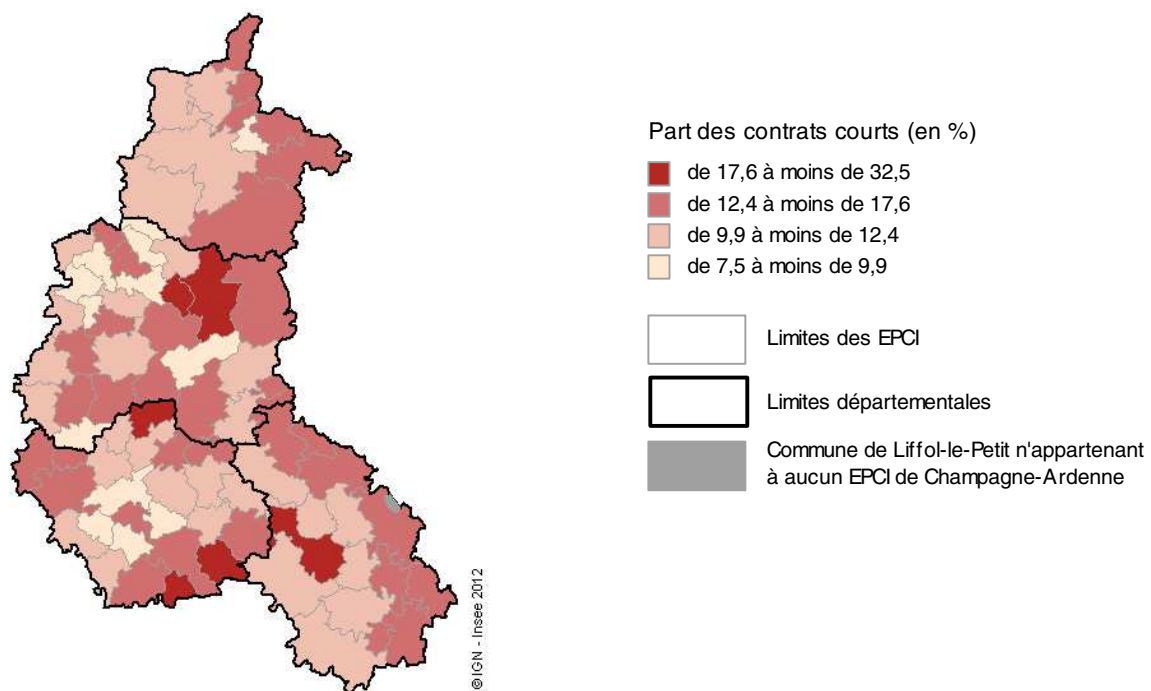 Part des contrats courts (en %)
de 17,6 à moins de 32,5
de 12,4 à moins de 17,6
de 9,9 à moins de 12,4
de 7,5 à moins de 9,9
Limites des EPCI
Limites départementales
Commune de Liffol-le-Petit n'appartenant
à aucun EPCI de Champagne-Ardenne
© IGN - Insee 2012